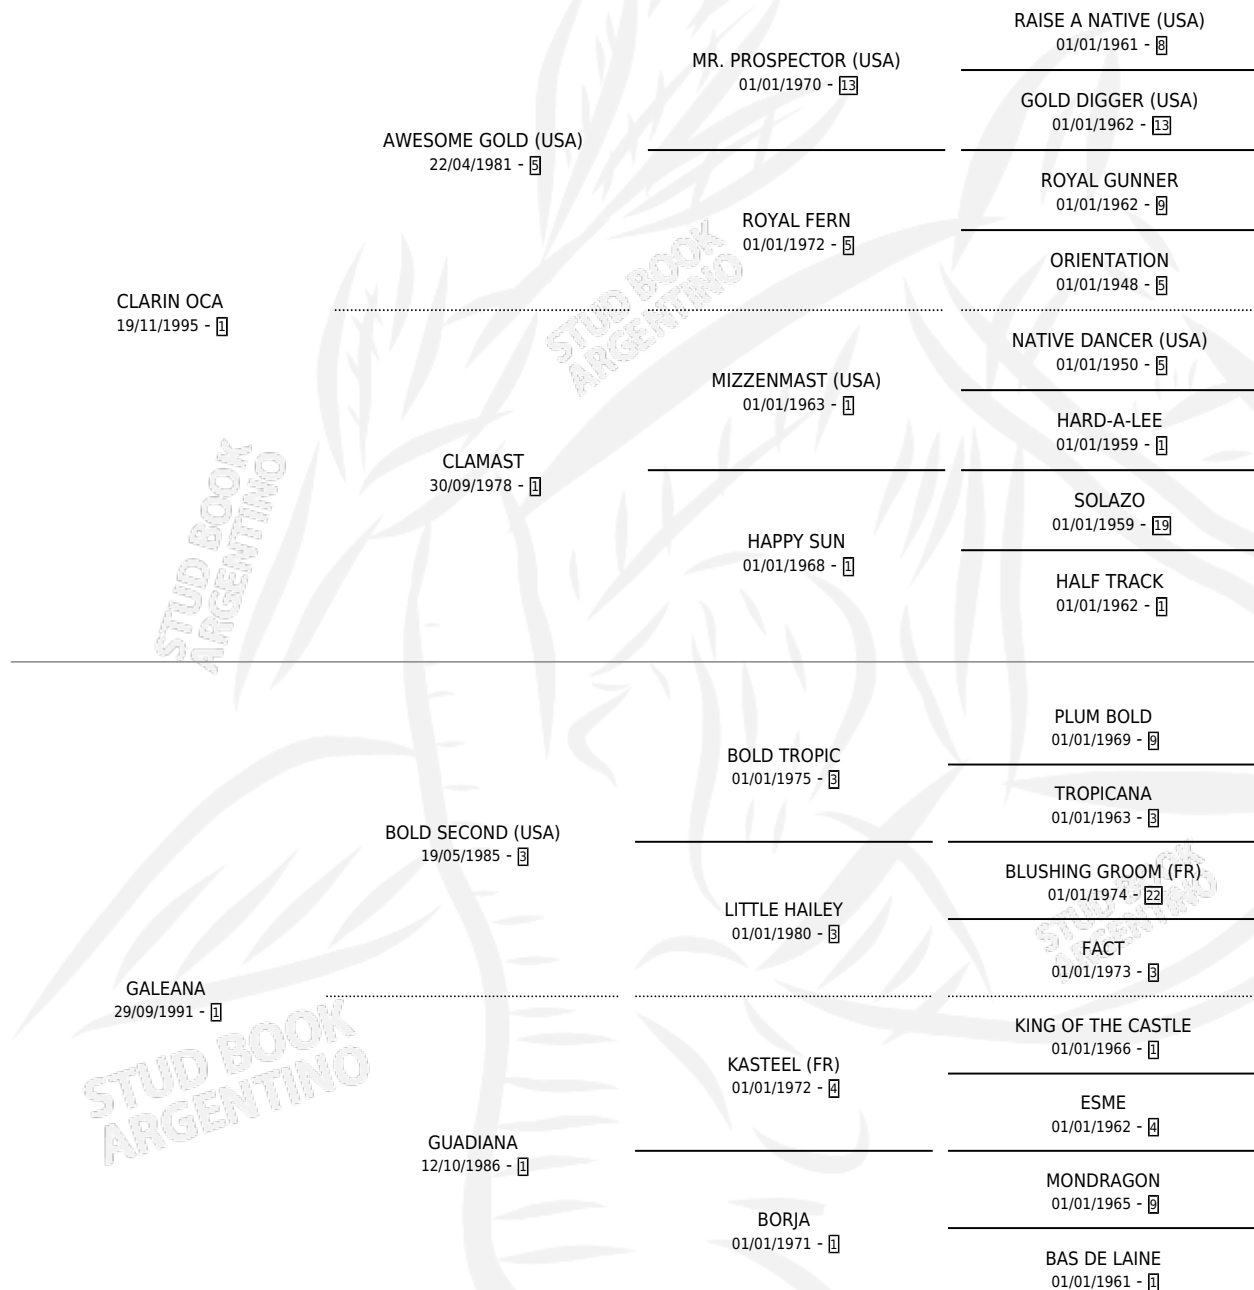 RAISE A NATIVE (USA)
01/01/1961 - 8
MR. PROSPECTOR (USA)
01/01/1970 - 13
GOLD DIGGER (USA)
01/01/1962 - 13
AWESOME GOLD (USA)
22/04/1981 - 5
ROYAL GUNNER
01/01/1962 - 9
ROYAL FERN
01/01/1972 - 5
ORIENTATION
01/01/1948 - 5
CLARIN OCA
19/11/1995 - 1
NATIVE DANCER (USA)
01/01/1950 - 5
MIZZENMAST (USA)
01/01/1963 - 1
HARD-A-LEE
01/01/1959 - 1
CLAMAST
30/09/1978 - 1
SOLAZO
01/01/1959 - 19
HAPPY SUN
01/01/1968 - 1
HALF TRACK
01/01/1962 - 1
PLUM BOLD
01/01/1969 - 9
BOLD TROPIC
01/01/1975 - 3
TROPICANA
01/01/1963 - 3
BOLD SECOND (USA)
19/05/1985 - 3
BLUSHING GROOM (FR)
01/01/1974 - 22
LITTLE HAILEY
01/01/1980 - 3
FACT
01/01/1973 - 3
GALEANA
29/09/1991 - 1
KING OF THE CASTLE
01/01/1966 - 1
KASTEEL (FR)
01/01/1972 - 4
ESME
01/01/1962 - 4
GUADIANA
12/10/1986 - 1
MONDRAGON
01/01/1965 - 9
BORJA
01/01/1971 - 1
BAS DE LAINE
01/01/1961 - 1
STUD BOOK
ARGENTINO
STUD BOOK
ARGENTINO
STUD BOOK
ARGENTINO
STUD BOOK
ARGENTINO